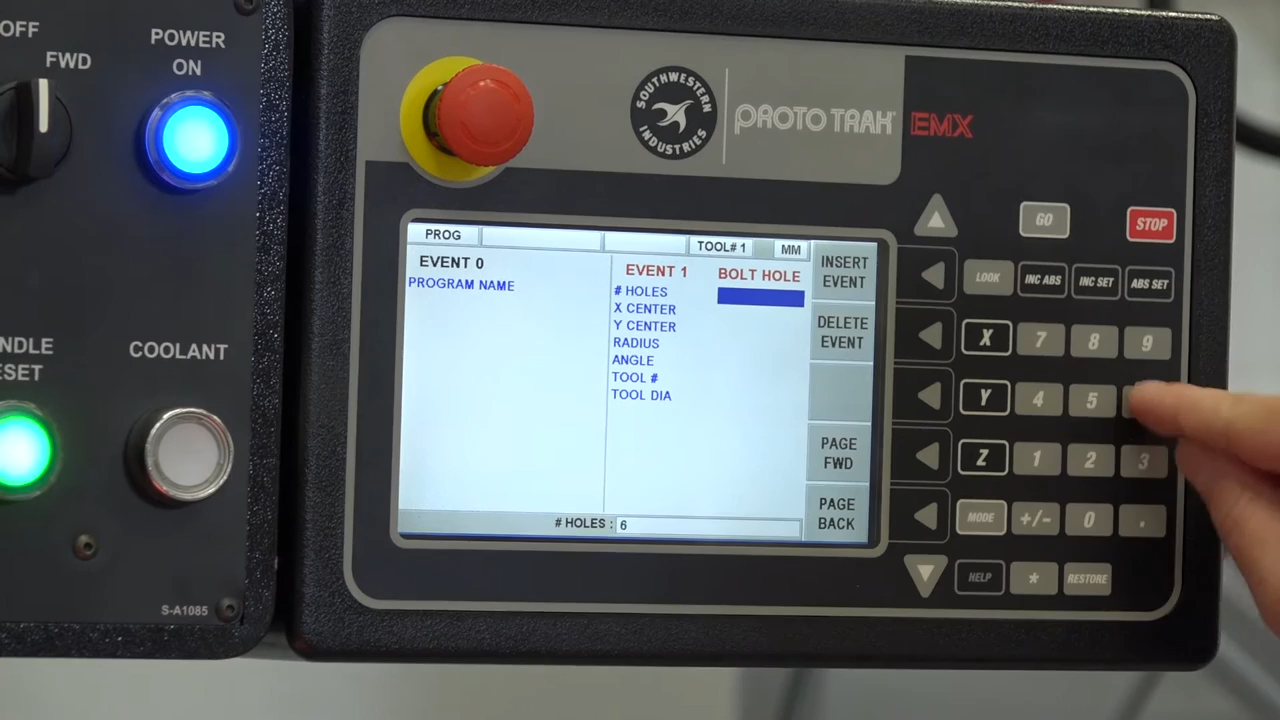 OFF
FWD
POWER
ON
NDLE
SET
COOLANT
S-A1085
SOUTHWESTERN
INDUSTRIES
PROTO TRAK
EMX
PROG
TOOL# 1
MM
EVENT 0
PROGRAM NAME
EVENT 1
BOLT HOLE
# HOLES
X CENTER
Y CENTER
RADIUS
ANGLE
TOOL #
TOOL DIA
# HOLES : 6
INSERT
EVENT
DELETE
EVENT
PAGE
FWD
PAGE
BACK
GO
STOP
LOOK
INC ABS
INC SET
ABS SET
X
7
8
9
Y
4
5
Z
1
2
3
MODE
+/-
0
.
HELP
*
RESTORE